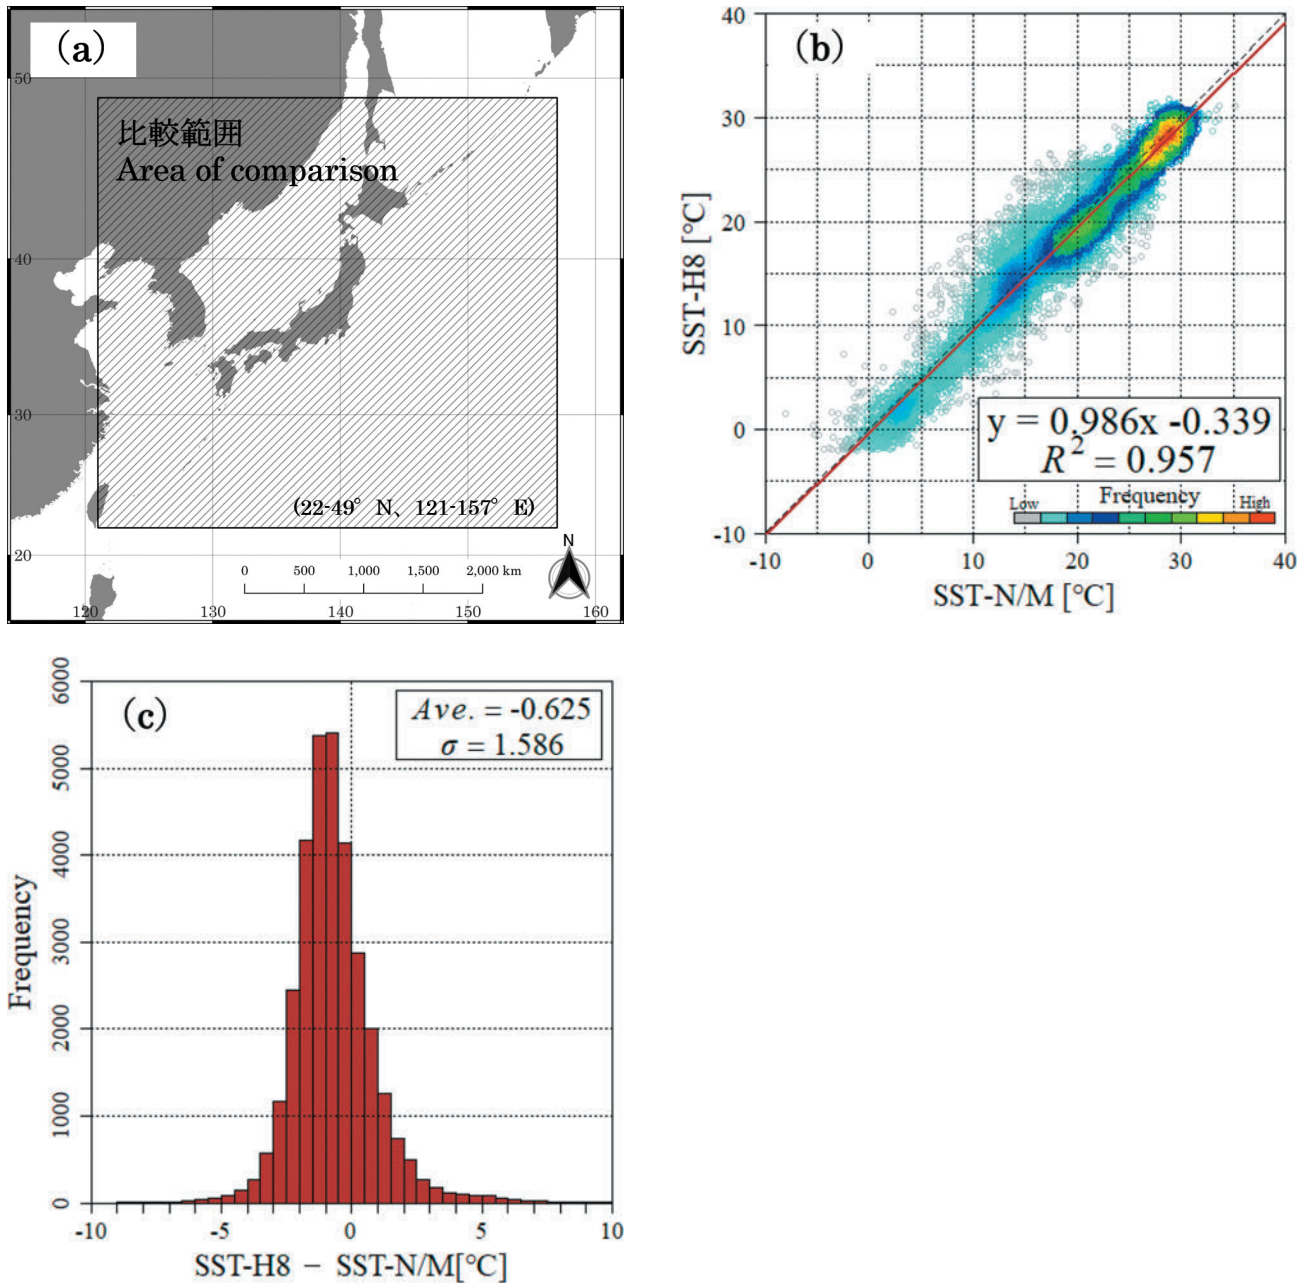 (a)
50
40
30
20
比較範囲
Area of comparison
(22-49° N、121-157° E)
N
0 500 1,000 1,500 2,000 km
120 130 140 150 160
(b)
SST-H8 [℃]
40
30
20
10
0
-10
y = 0.986x -0.339
R² = 0.957
Frequency
Low High
-10 0 10 20 30 40
SST-N/M [℃]
(c)
Ave. = -0.625
σ = 1.586
Frequency
6000
5000
4000
3000
2000
1000
0
-10 -5 0 5 10
SST-H8 − SST-N/M[℃]